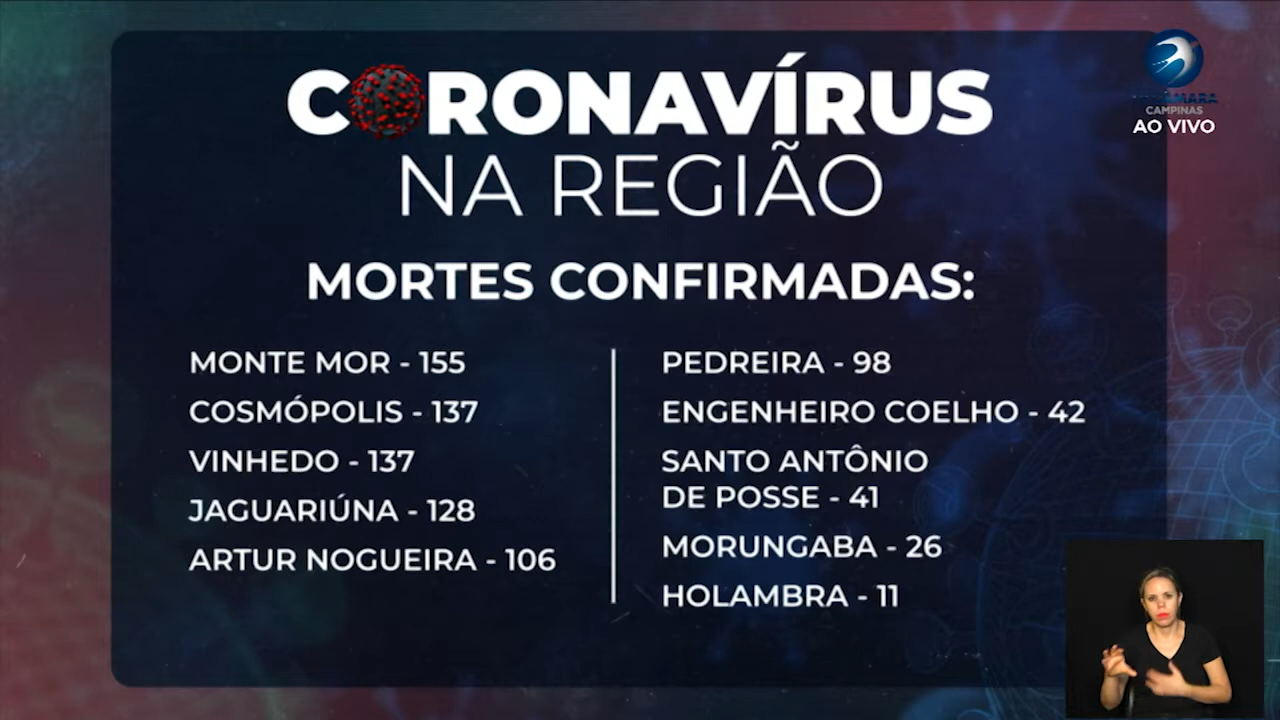 CORONAVÍRUS
NA REGIÃO
MORTES CONFIRMADAS:
MONTE MOR - 155
COSMÓPOLIS - 137
VINHEDO - 137
JAGUARIÚNA - 128
ARTUR NOGUEIRA - 106
PEDREIRA - 98
ENGENHEIRO COELHO - 42
SANTO ANTÔNIO
DE POSSE - 41
MORUNGABA - 26
HOLAMBRA - 11
CAMPINAS
AO VIVO